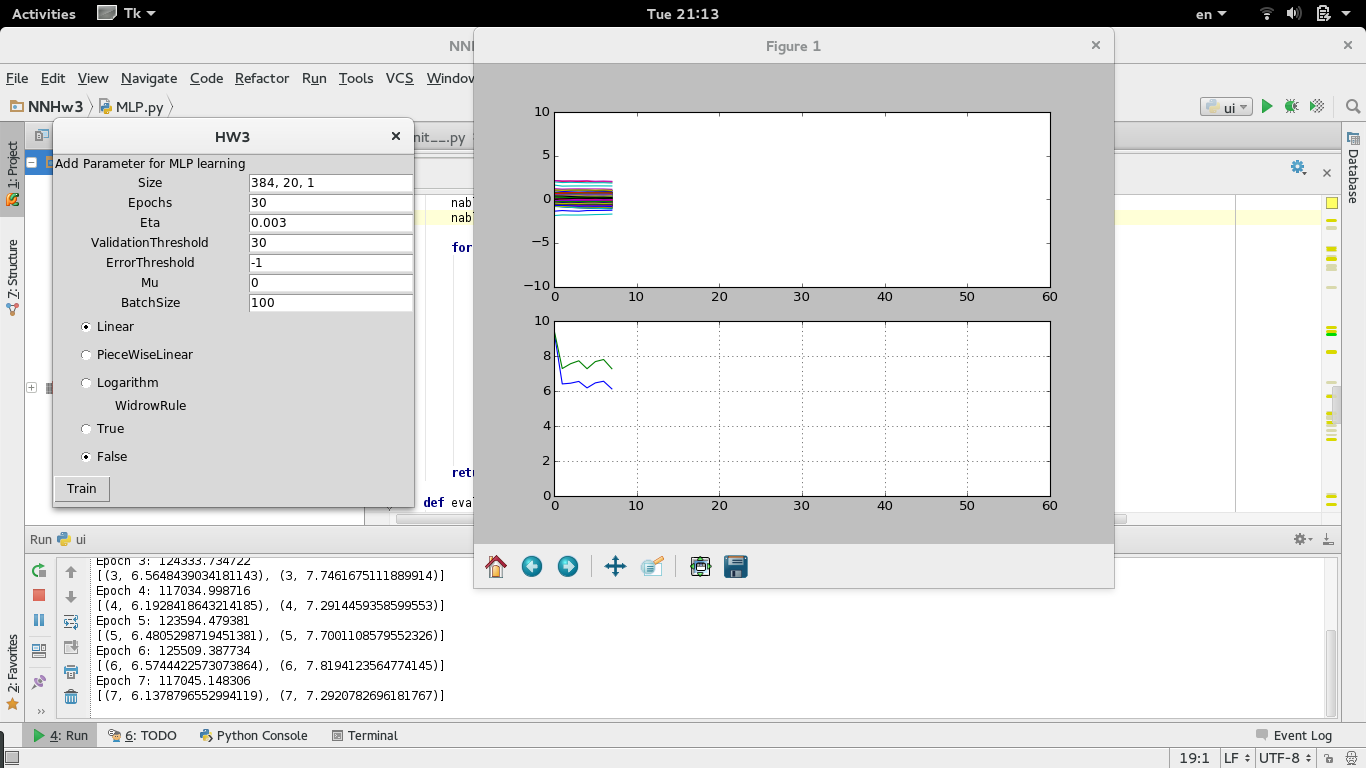 Activities Tk Tue 21:13 en
NNH Figure 1
File Edit View Navigate Code Refactor Run Tools VCS Window
NNHw3 MLP.py ui
HW3
nit__.py
Add Parameter for MLP learning
Size 384, 20, 1
Epochs 30
Eta 0.003
ValidationThreshold 30
ErrorThreshold -1
Mu 0
BatchSize 100
Linear
PieceWiseLinear
Logarithm
WidrowRule
True
False
Train
nab
nab
for
retu
def eval
10
5
0
−5
−10
0 10 20 30 40 50 60
10
8
6
4
2
0
0 10 20 30 40 50 60
1: Project
7: Structure
2: Favorites
Database
Run ui
Epoch 3: 124333.734722
[(3, 6.5648439034181143), (3, 7.7461675111889914)]
Epoch 4: 117034.998716
[(4, 6.1928418643214185), (4, 7.2914459358599553)]
Epoch 5: 123594.479381
[(5, 6.4805298719451381), (5, 7.7001108579552326)]
Epoch 6: 125509.387734
[(6, 6.5744422573073864), (6, 7.8194123564774145)]
Epoch 7: 117045.148306
[(7, 6.1378796552994119), (7, 7.2920782696181767)]
4: Run 6: TODO Python Console Terminal Event Log
19:1 LF UTF-8